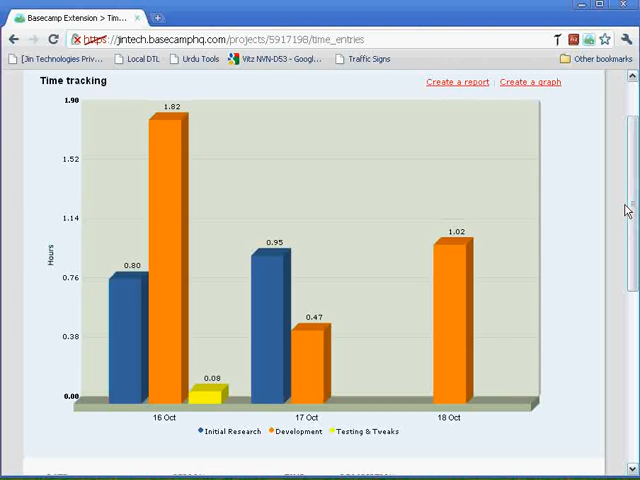 Basecamp Extension > Time...
https://jintech.basecamphq.com/projects/5917198/time_entries
[Jin Technologies Priv... Local DTL Urdu Tools Vitz NVN-D53 - Googl... Traffic Signs Other bookmarks
Time tracking
Create a report | Create a graph
1.90
1.82
1.52
1.14
1.02
0.95
0.80
0.76
0.47
0.38
0.08
0.00
Hours
16 Oct 17 Oct 18 Oct
Initial Research Development Testing & Tweaks